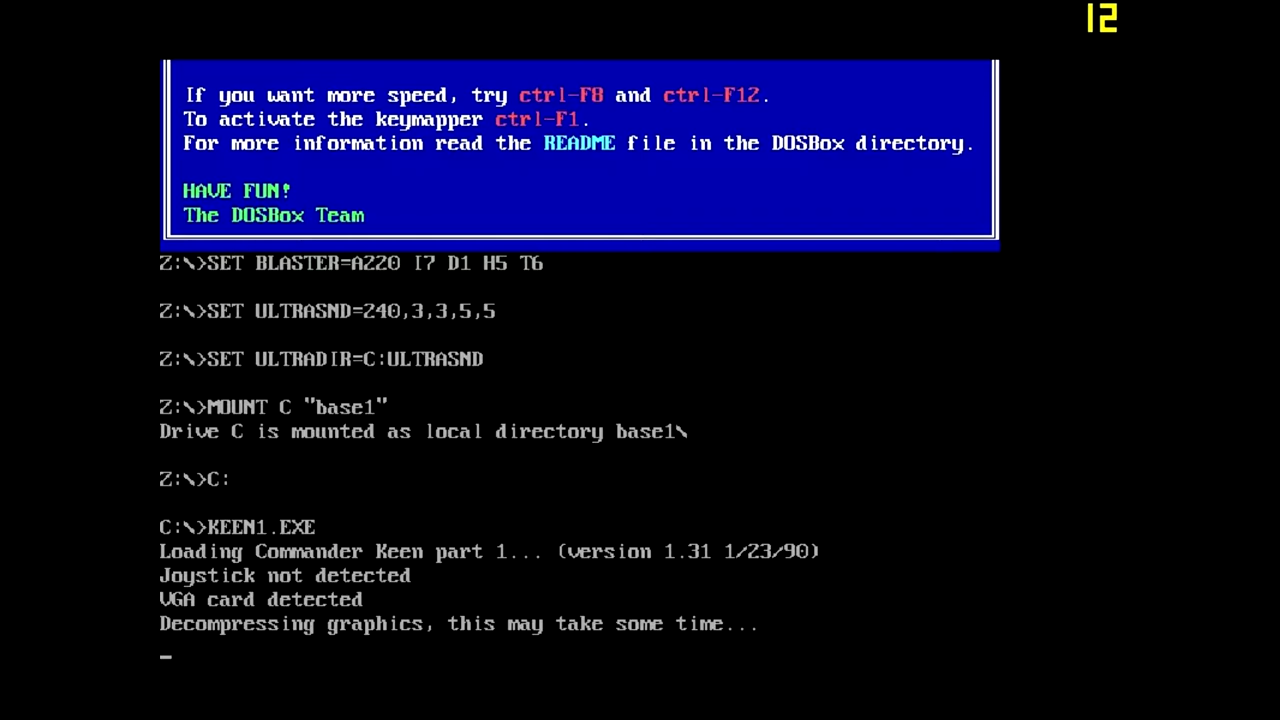 12
If you want more speed, try ctrl-F8 and ctrl-F12.
To activate the keymapper ctrl-F1.
For more information read the README file in the DOSBox directory.
HAVE FUN!
The DOSBox Team
Z:\>SET BLASTER=A220 I7 D1 H5 T6
Z:\>SET ULTRASND=240,3,3,5,5
Z:\>SET ULTRADIR=C:ULTRASND
Z:\>MOUNT C "base1"
Drive C is mounted as local directory base1\
Z:\>C:
C:\>KEEN1.EXE
Loading Commander Keen part 1... (version 1.31 1/23/90)
Joystick not detected
VGA card detected
Decompressing graphics, this may take some time...
_